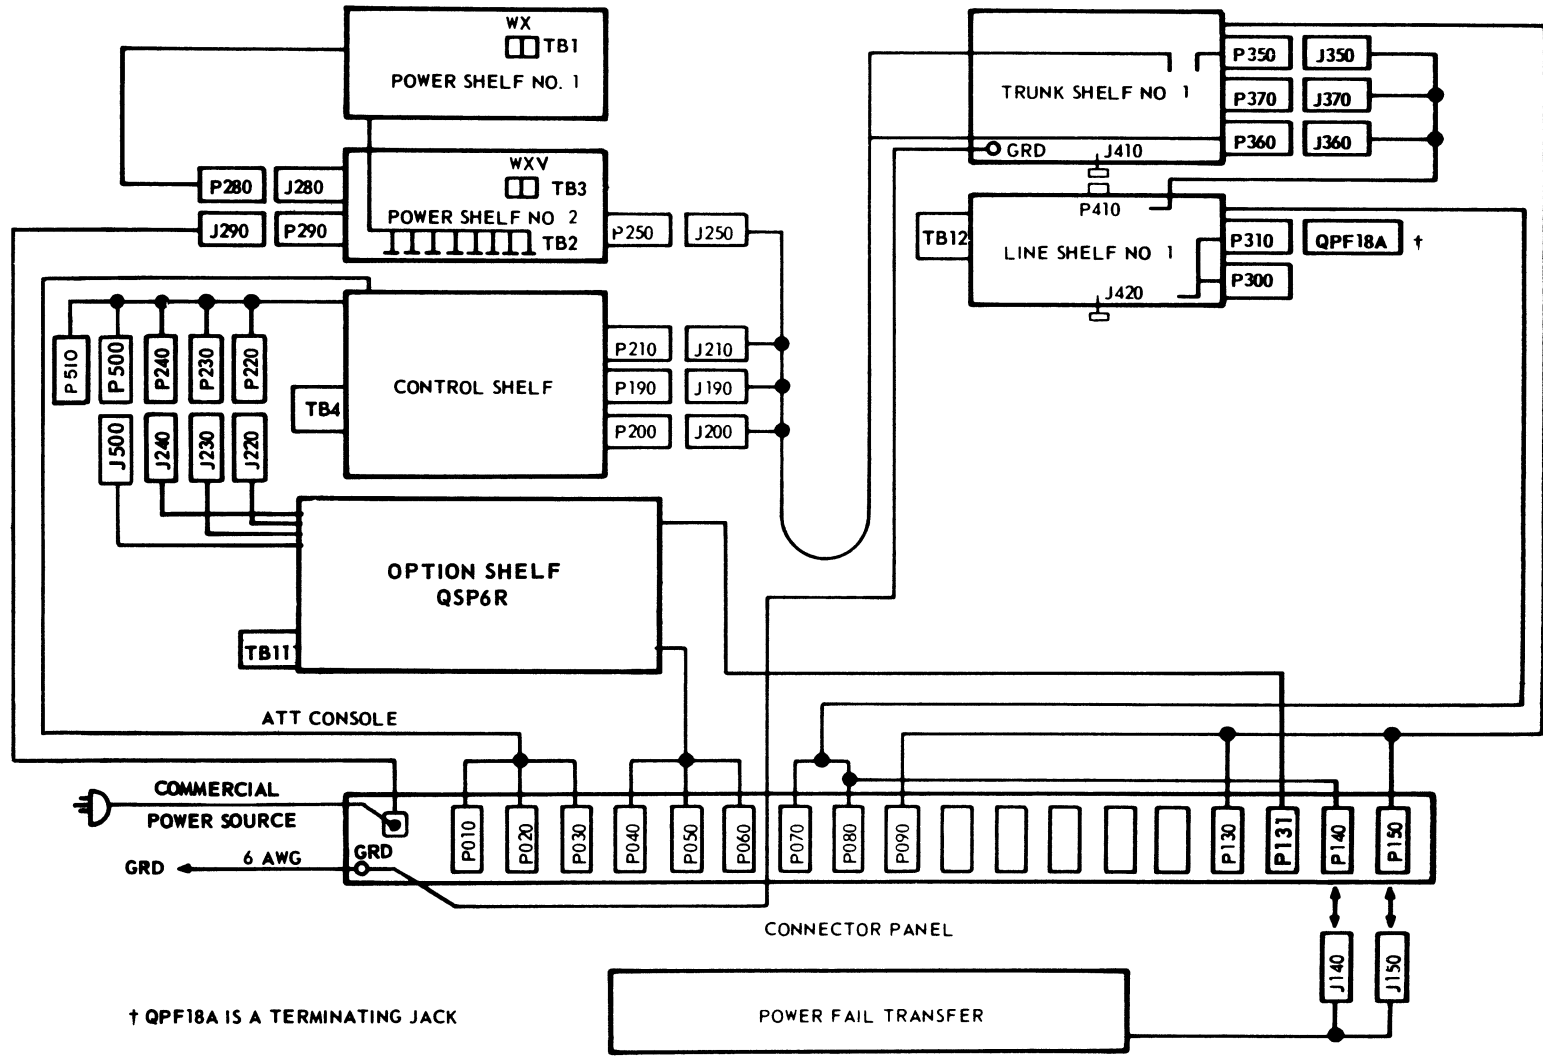 WX
TB1
POWER SHELF NO. 1
WXV
TB3
POWER SHELF NO 2
TB2
P280
J280
J290
P290
P250
J250
P510
P500
P240
P230
P220
J500
J240
J230
J220
CONTROL SHELF
TB4
P210
J210
P190
J190
P200
J200
OPTION SHELF
QSP6R
TB11
TRUNK SHELF NO 1
GRD
J410
P350
J350
P370
J370
P360
J360
P410
TB12
LINE SHELF NO 1
J420
P310
QPF18A †
P300
ATT CONSOLE
COMMERCIAL
POWER SOURCE
GRD
6 AWG
GRD
P010
P020
P030
P040
P050
P060
P070
P080
P090
P130
P131
P140
P150
CONNECTOR PANEL
J140
J150
† QPF18A IS A TERMINATING JACK
POWER FAIL TRANSFER